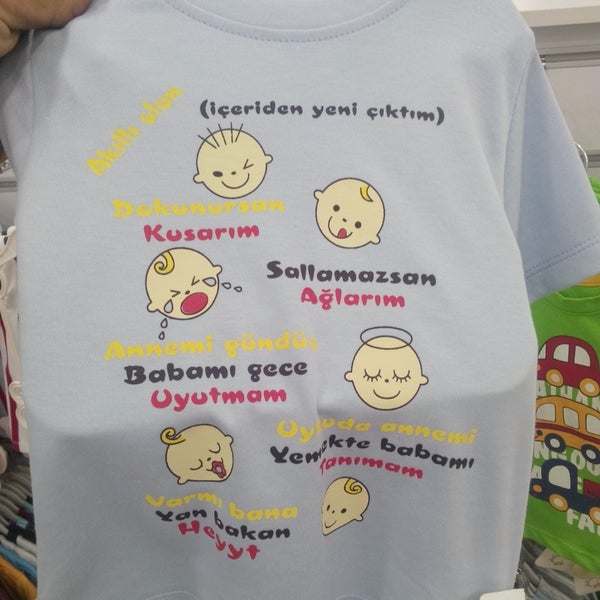 Akıllı olun
(içeriden yeni çıktım)
Dokunursan
Kusarım
Sallamazsan
Ağlarım
Annemi gündüz
Babamı gece
Uyutmam
Uykuda annemi
Yemekte babamı
Tanımam
Varmı bana
Yan bakan
Heyyt